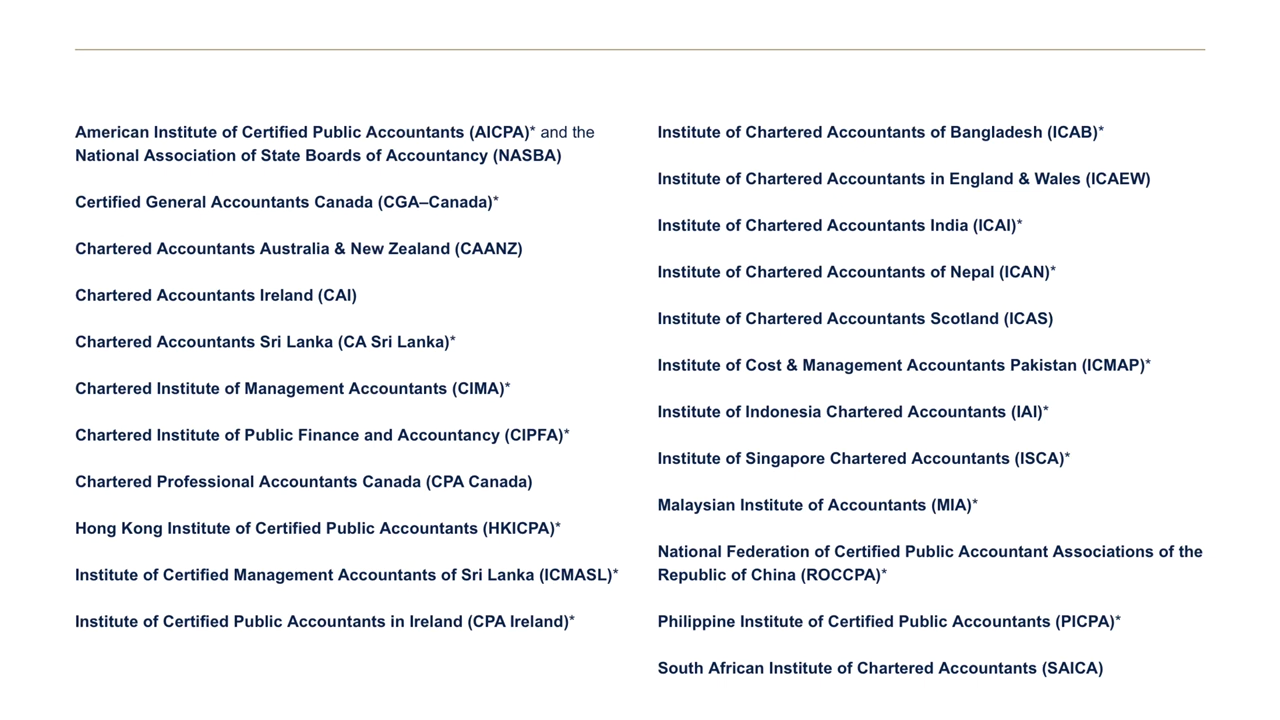 American Institute of Certified Public Accountants (AICPA)* and the
National Association of State Boards of Accountancy (NASBA)
Certified General Accountants Canada (CGA–Canada)*
Chartered Accountants Australia & New Zealand (CAANZ)
Chartered Accountants Ireland (CAI)
Chartered Accountants Sri Lanka (CA Sri Lanka)*
Chartered Institute of Management Accountants (CIMA)*
Chartered Institute of Public Finance and Accountancy (CIPFA)*
Chartered Professional Accountants Canada (CPA Canada)
Hong Kong Institute of Certified Public Accountants (HKICPA)*
Institute of Certified Management Accountants of Sri Lanka (ICMASL)*
Institute of Certified Public Accountants in Ireland (CPA Ireland)*
Institute of Chartered Accountants of Bangladesh (ICAB)*
Institute of Chartered Accountants in England & Wales (ICAEW)
Institute of Chartered Accountants India (ICAI)*
Institute of Chartered Accountants of Nepal (ICAN)*
Institute of Chartered Accountants Scotland (ICAS)
Institute of Cost & Management Accountants Pakistan (ICMAP)*
Institute of Indonesia Chartered Accountants (IAI)*
Institute of Singapore Chartered Accountants (ISCA)*
Malaysian Institute of Accountants (MIA)*
National Federation of Certified Public Accountant Associations of the
Republic of China (ROCCPA)*
Philippine Institute of Certified Public Accountants (PICPA)*
South African Institute of Chartered Accountants (SAICA)